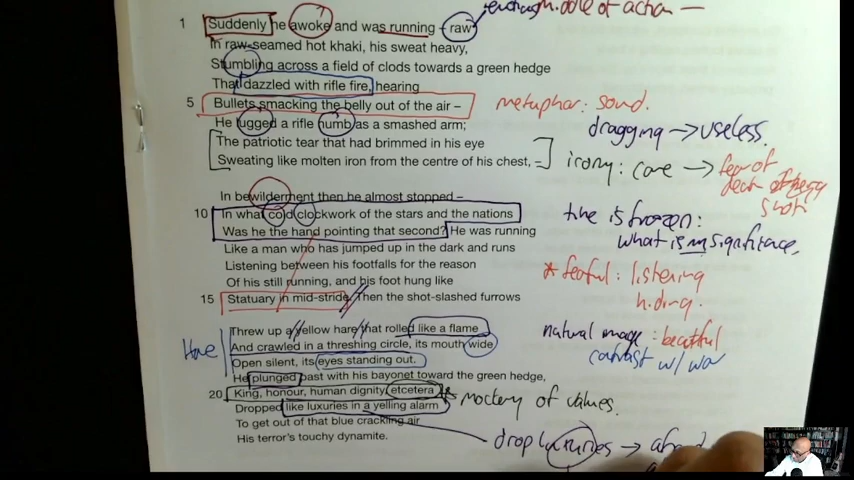 middle of action —
1 Suddenly he awoke and was running – raw
In raw-seamed hot khaki, his sweat heavy,
Stumbling across a field of clods towards a green hedge
That dazzled with rifle fire, hearing
5 Bullets smacking the belly out of the air –
metaphor: sound.
He lugged a rifle numb as a smashed arm;
dragging → useless.
The patriotic tear that had brimmed in his eye
Sweating like molten iron from the centre of his chest, –
irony: core → fear of
death
shot
In bewilderment then he almost stopped –
10 In what cold clockwork of the stars and the nations
time is frozen:
Was he the hand pointing that second? He was running
what is my significance.
Like a man who has jumped up in the dark and runs
Listening between his footfalls for the reason
* fearful: listening
Of his still running, and his foot hung like
hiding.
15 Statuary in mid-stride. Then the shot-slashed furrows
Threw up a yellow hare that rolled like a flame
natural image: beautiful
And crawled in a threshing circle, its mouth wide
Hare
contrast w/ war
Open silent, its eyes standing out.
He plunged past with his bayonet toward the green hedge,
20 King, honour, human dignity, etcetera
* mockery of values.
Dropped like luxuries in a yelling alarm
To get out of that blue crackling air
His terror's touchy dynamite.
drop luxuries →